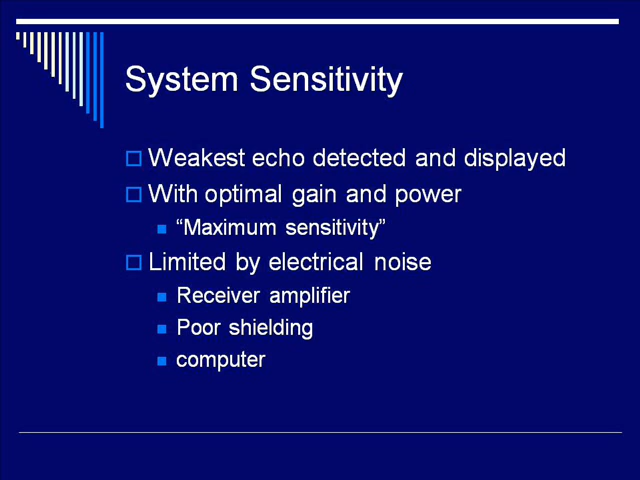 System Sensitivity
Weakest echo detected and displayed
With optimal gain and power
“Maximum sensitivity”
Limited by electrical noise
Receiver amplifier
Poor shielding
computer